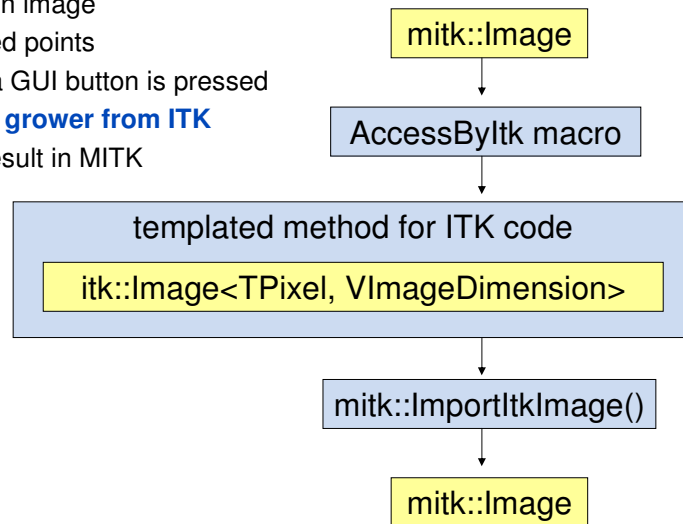 n image
ed points
a GUI button is pressed
grower from ITK
esult in MITK
mitk::Image
AccessByItk macro
templated method for ITK code
itk::Image<TPixel, VImageDimension>
mitk::ImportItkImage()
mitk::Image